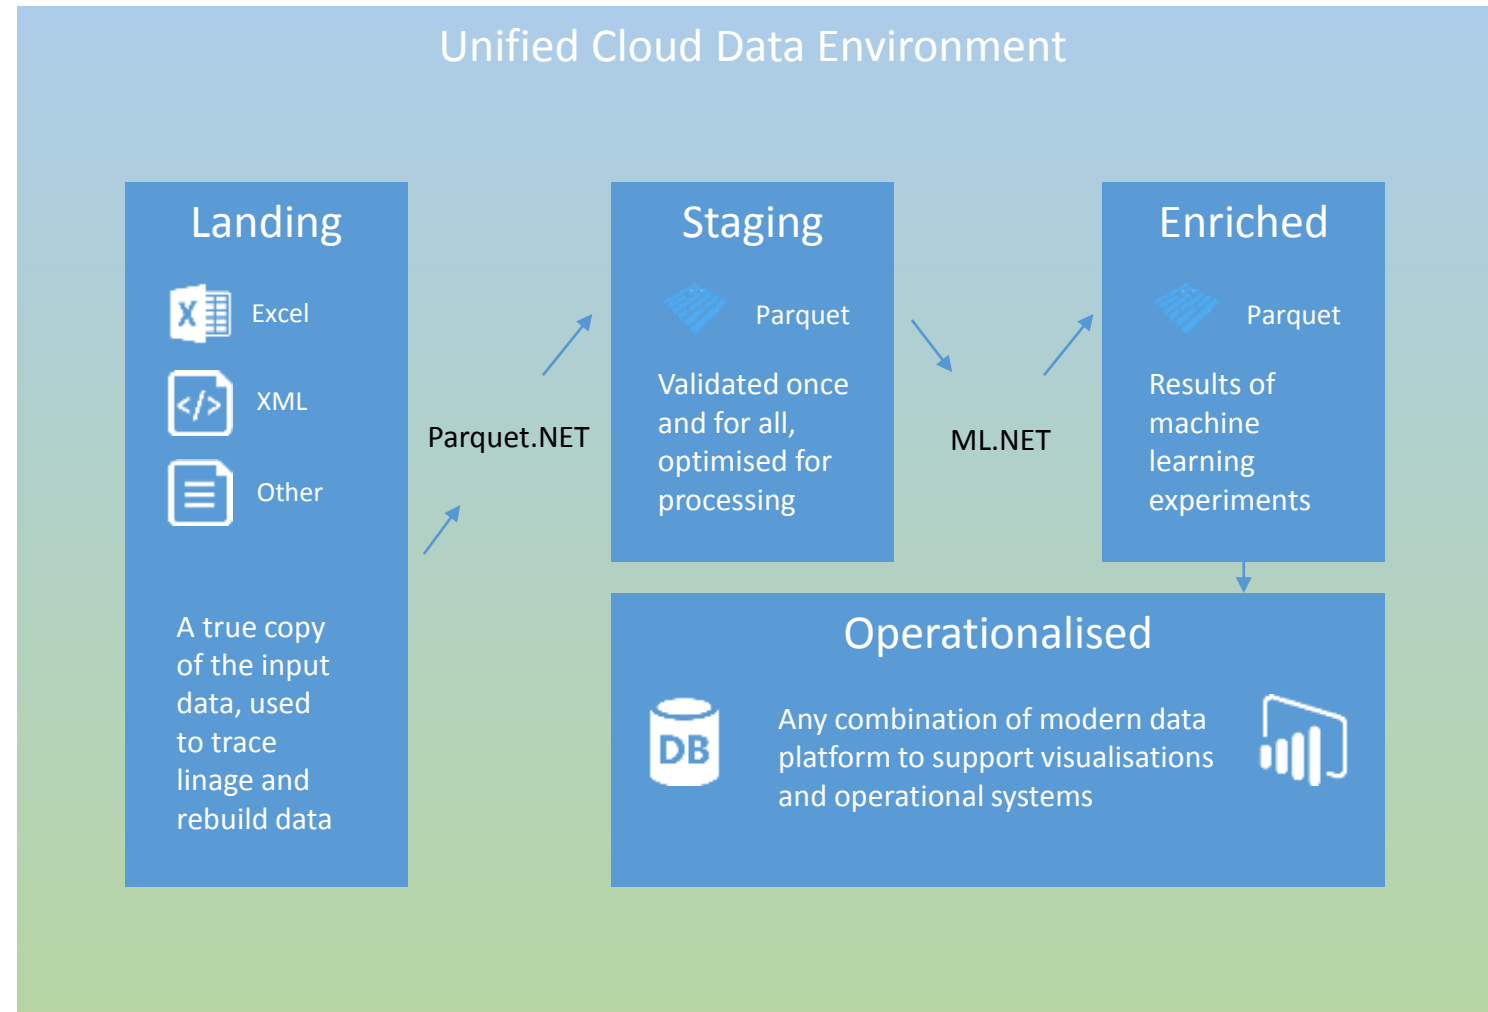 Unified Cloud Data Environment
Landing
Excel
XML
Other
A true copy
of the input
data, used
to trace
linage and
rebuild data
Parquet.NET
Staging
Parquet
Validated once
and for all,
optimised for
processing
ML.NET
Enriched
Parquet
Results of
machine
learning
experiments
Operationalised
DB
Any combination of modern data
platform to support visualisations
and operational systems